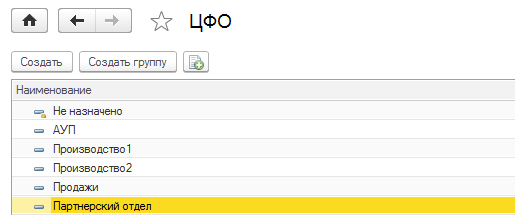 ЦФО
Создать Создать группу
Наименование
Не назначено
АУП
Производство1
Производство2
Продажи
Партнерский отдел